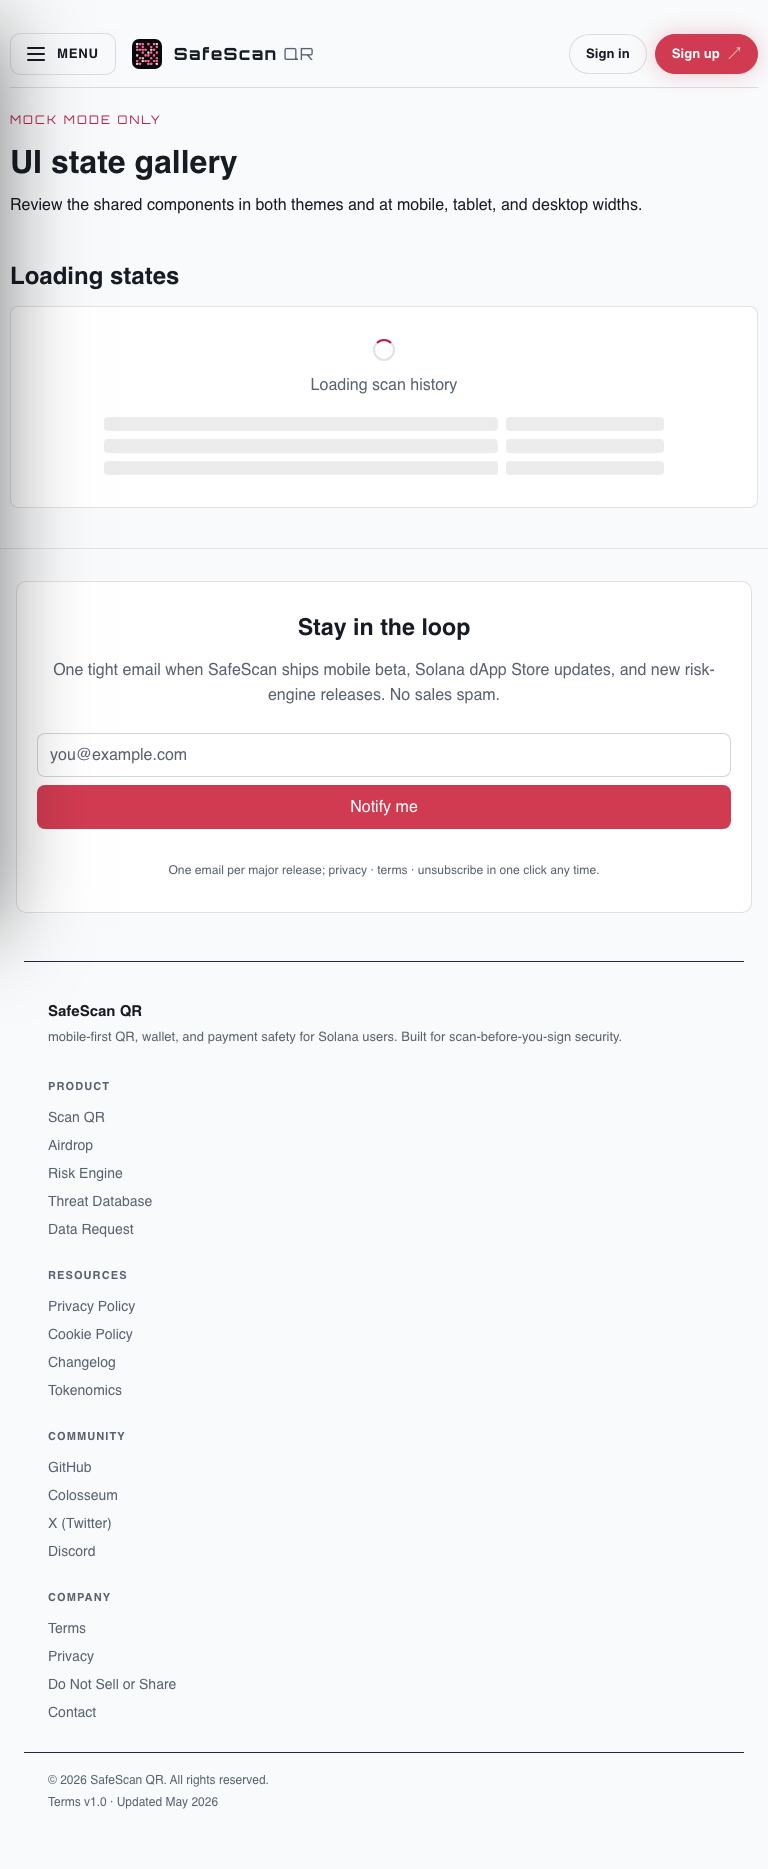 MENU
SafeScan QR
Sign in
Sign up ↗
MOCK MODE ONLY
UI state gallery
Review the shared components in both themes and at mobile, tablet, and desktop widths.
Loading states
Loading scan history
Stay in the loop
One tight email when SafeScan ships mobile beta, Solana dApp Store updates, and new risk-
engine releases. No sales spam.
you@example.com
Notify me
One email per major release; privacy · terms · unsubscribe in one click any time.
SafeScan QR
mobile-first QR, wallet, and payment safety for Solana users. Built for scan-before-you-sign security.
PRODUCT
Scan QR
Airdrop
Risk Engine
Threat Database
Data Request
RESOURCES
Privacy Policy
Cookie Policy
Changelog
Tokenomics
COMMUNITY
GitHub
Colosseum
X (Twitter)
Discord
COMPANY
Terms
Privacy
Do Not Sell or Share
Contact
© 2026 SafeScan QR. All rights reserved.
Terms v1.0 · Updated May 2026